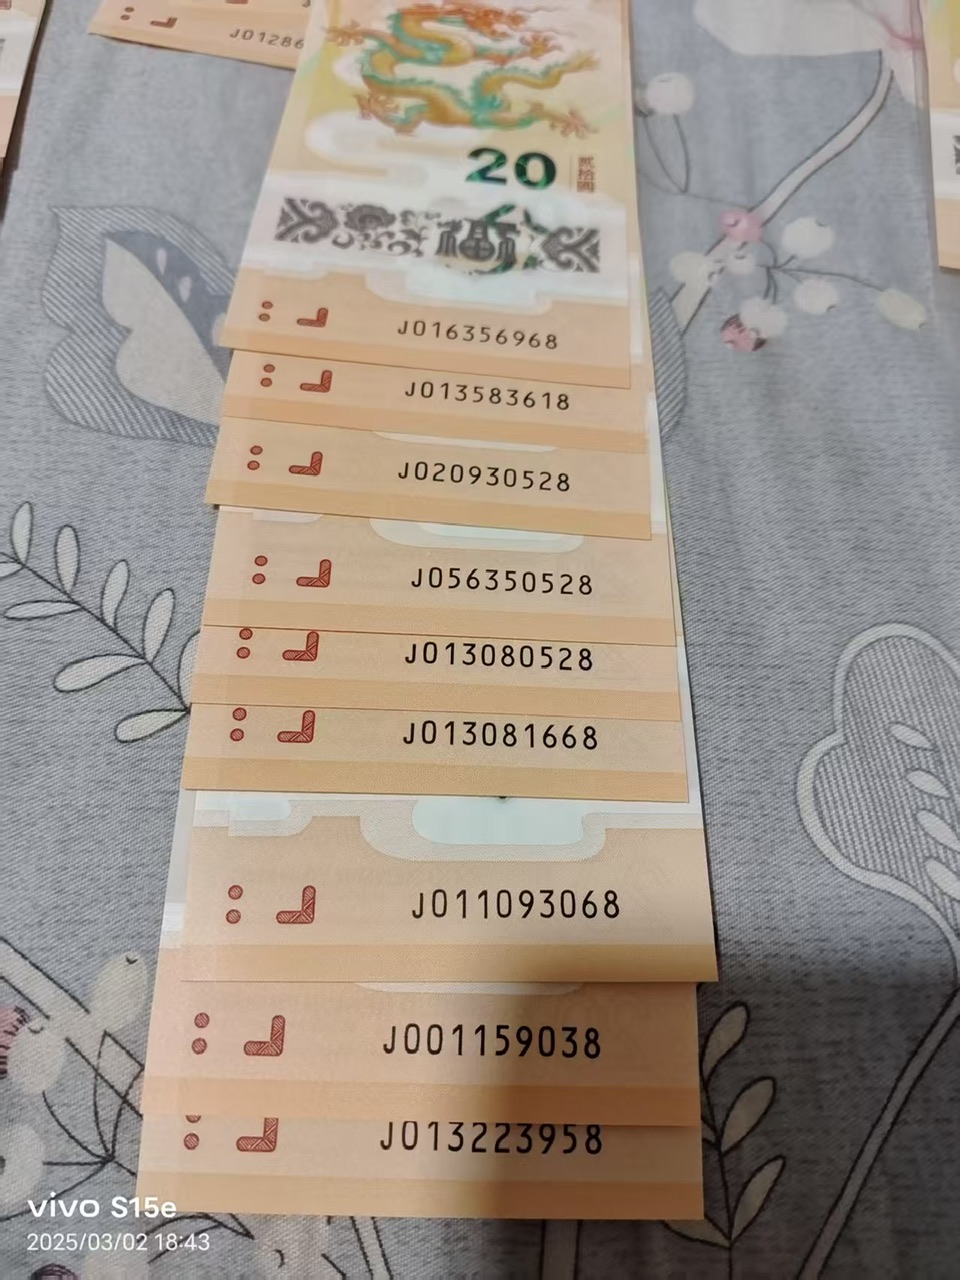 J01286
20
贰拾圆
J016356968
J013583618
J020930528
J056350528
J013080528
J013081668
J011093068
J001159038
J013223958
vivo S15e
2025/03/02 18:43